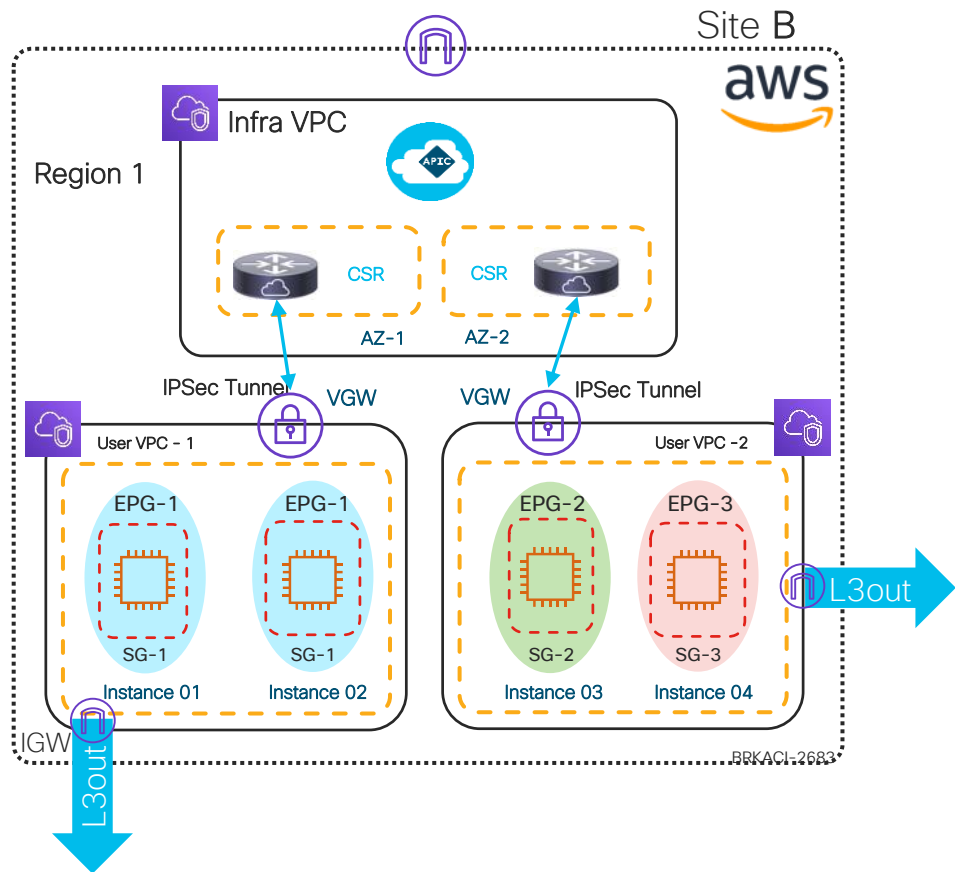 Site B
aws
Infra VPC
APIC
Region 1
CSR
CSR
AZ-1
AZ-2
IPSec Tunnel
VGW
VGW
IPSec Tunnel
User VPC - 1
User VPC -2
EPG-1
EPG-1
EPG-2
EPG-3
SG-1
SG-1
SG-2
SG-3
Instance 01
Instance 02
Instance 03
Instance 04
L3out
IGW
L3out
BRKACI-2683